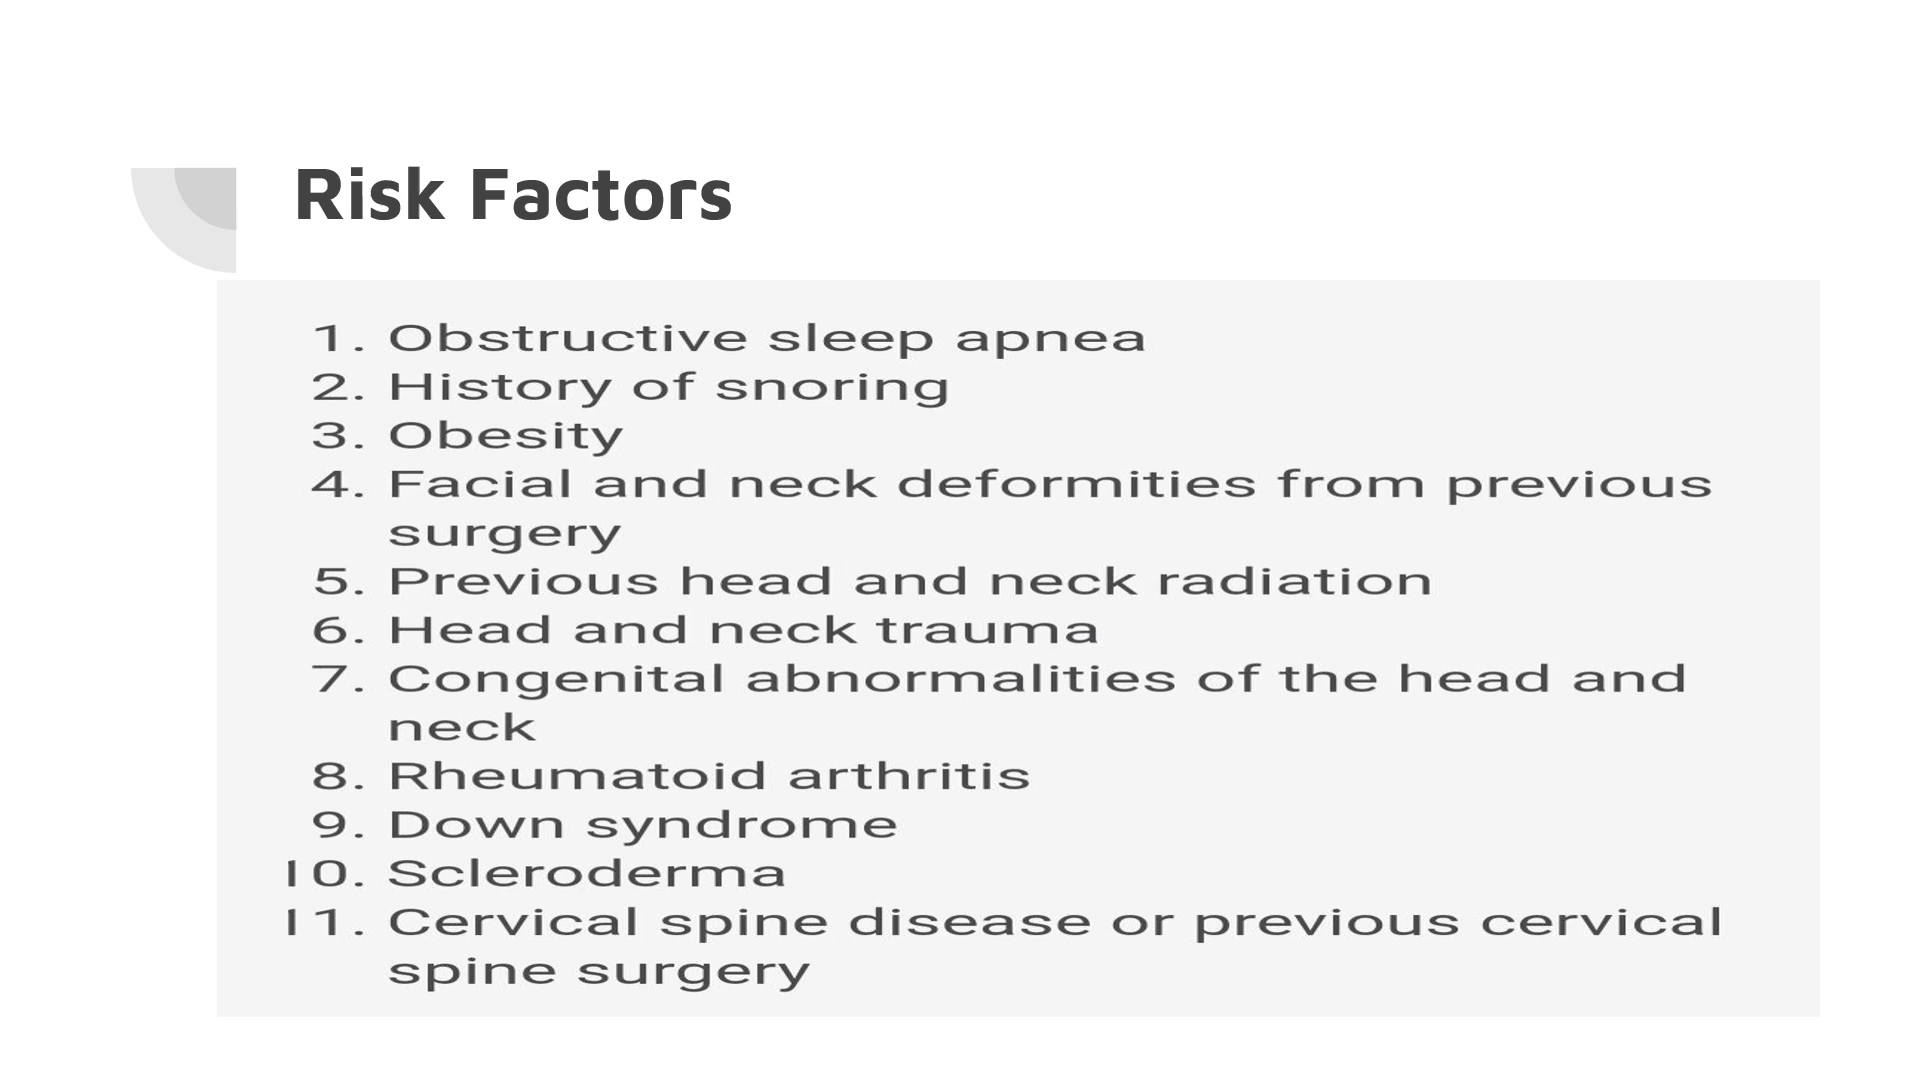 Risk Factors
1. Obstructive sleep apnea
2. History of snoring
3. Obesity
4. Facial and neck deformities from previous
surgery
5. Previous head and neck radiation
6. Head and neck trauma
7. Congenital abnormalities of the head and
neck
8. Rheumatoid arthritis
9. Down syndrome
10. Scleroderma
11. Cervical spine disease or previous cervical
spine surgery